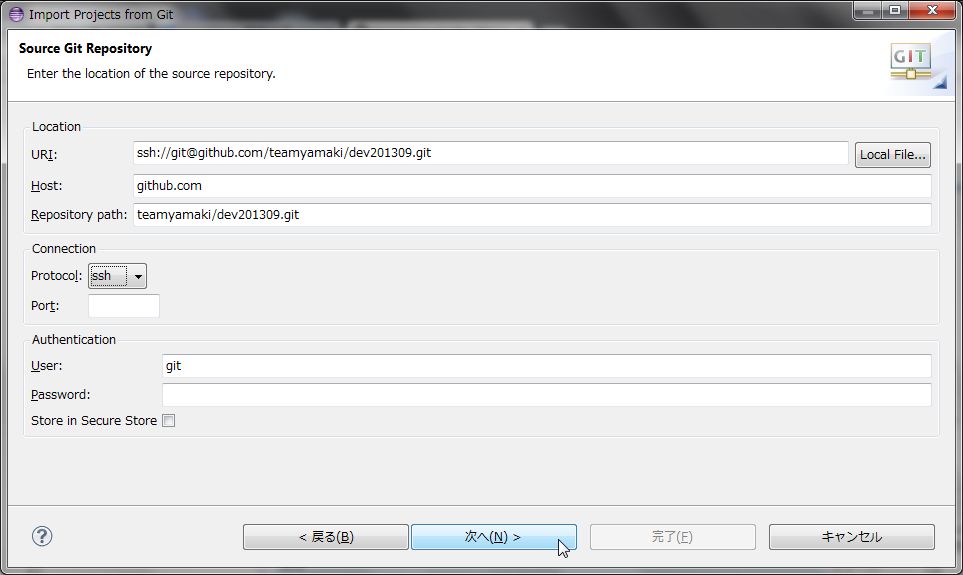 Import Projects from Git
Source Git Repository
Enter the location of the source repository.
GIT
Location
URI: ssh://git@github.com/teamyamaki/dev201309.git Local File...
Host: github.com
Repository path: teamyamaki/dev201309.git
Connection
Protocol: ssh
Port:
Authentication
User: git
Password:
Store in Secure Store
?
< 戻る(B) 次へ(N) > 完了(F) キャンセル